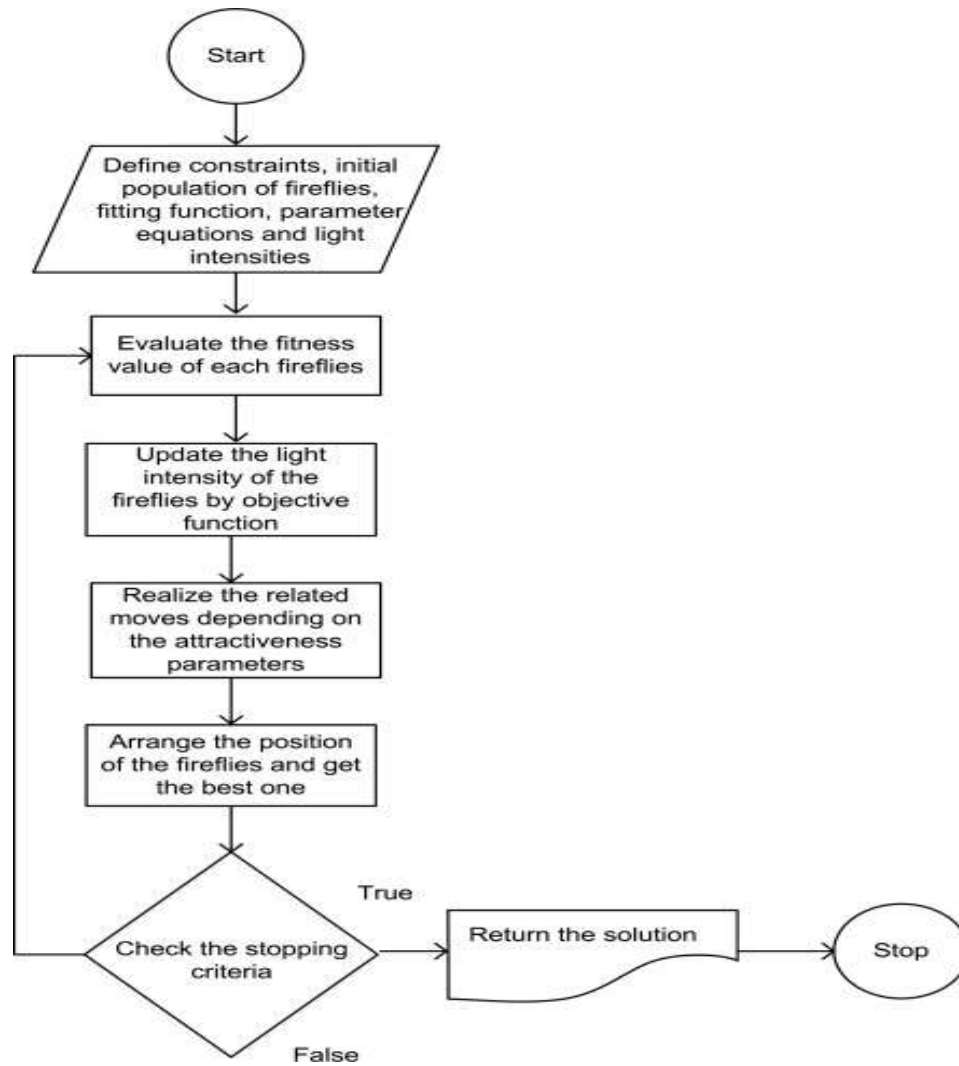 Start
Define constraints, initial
population of fireflies,
fitting function, parameter
equations and light
intensities
Evaluate the fitness
value of each fireflies
Update the light
intensity of the
fireflies by objective
function
Realize the related
moves depending on
the attractiveness
parameters
Arrange the position
of the fireflies and get
the best one
Check the stopping
criteria
True
Return the solution
Stop
False